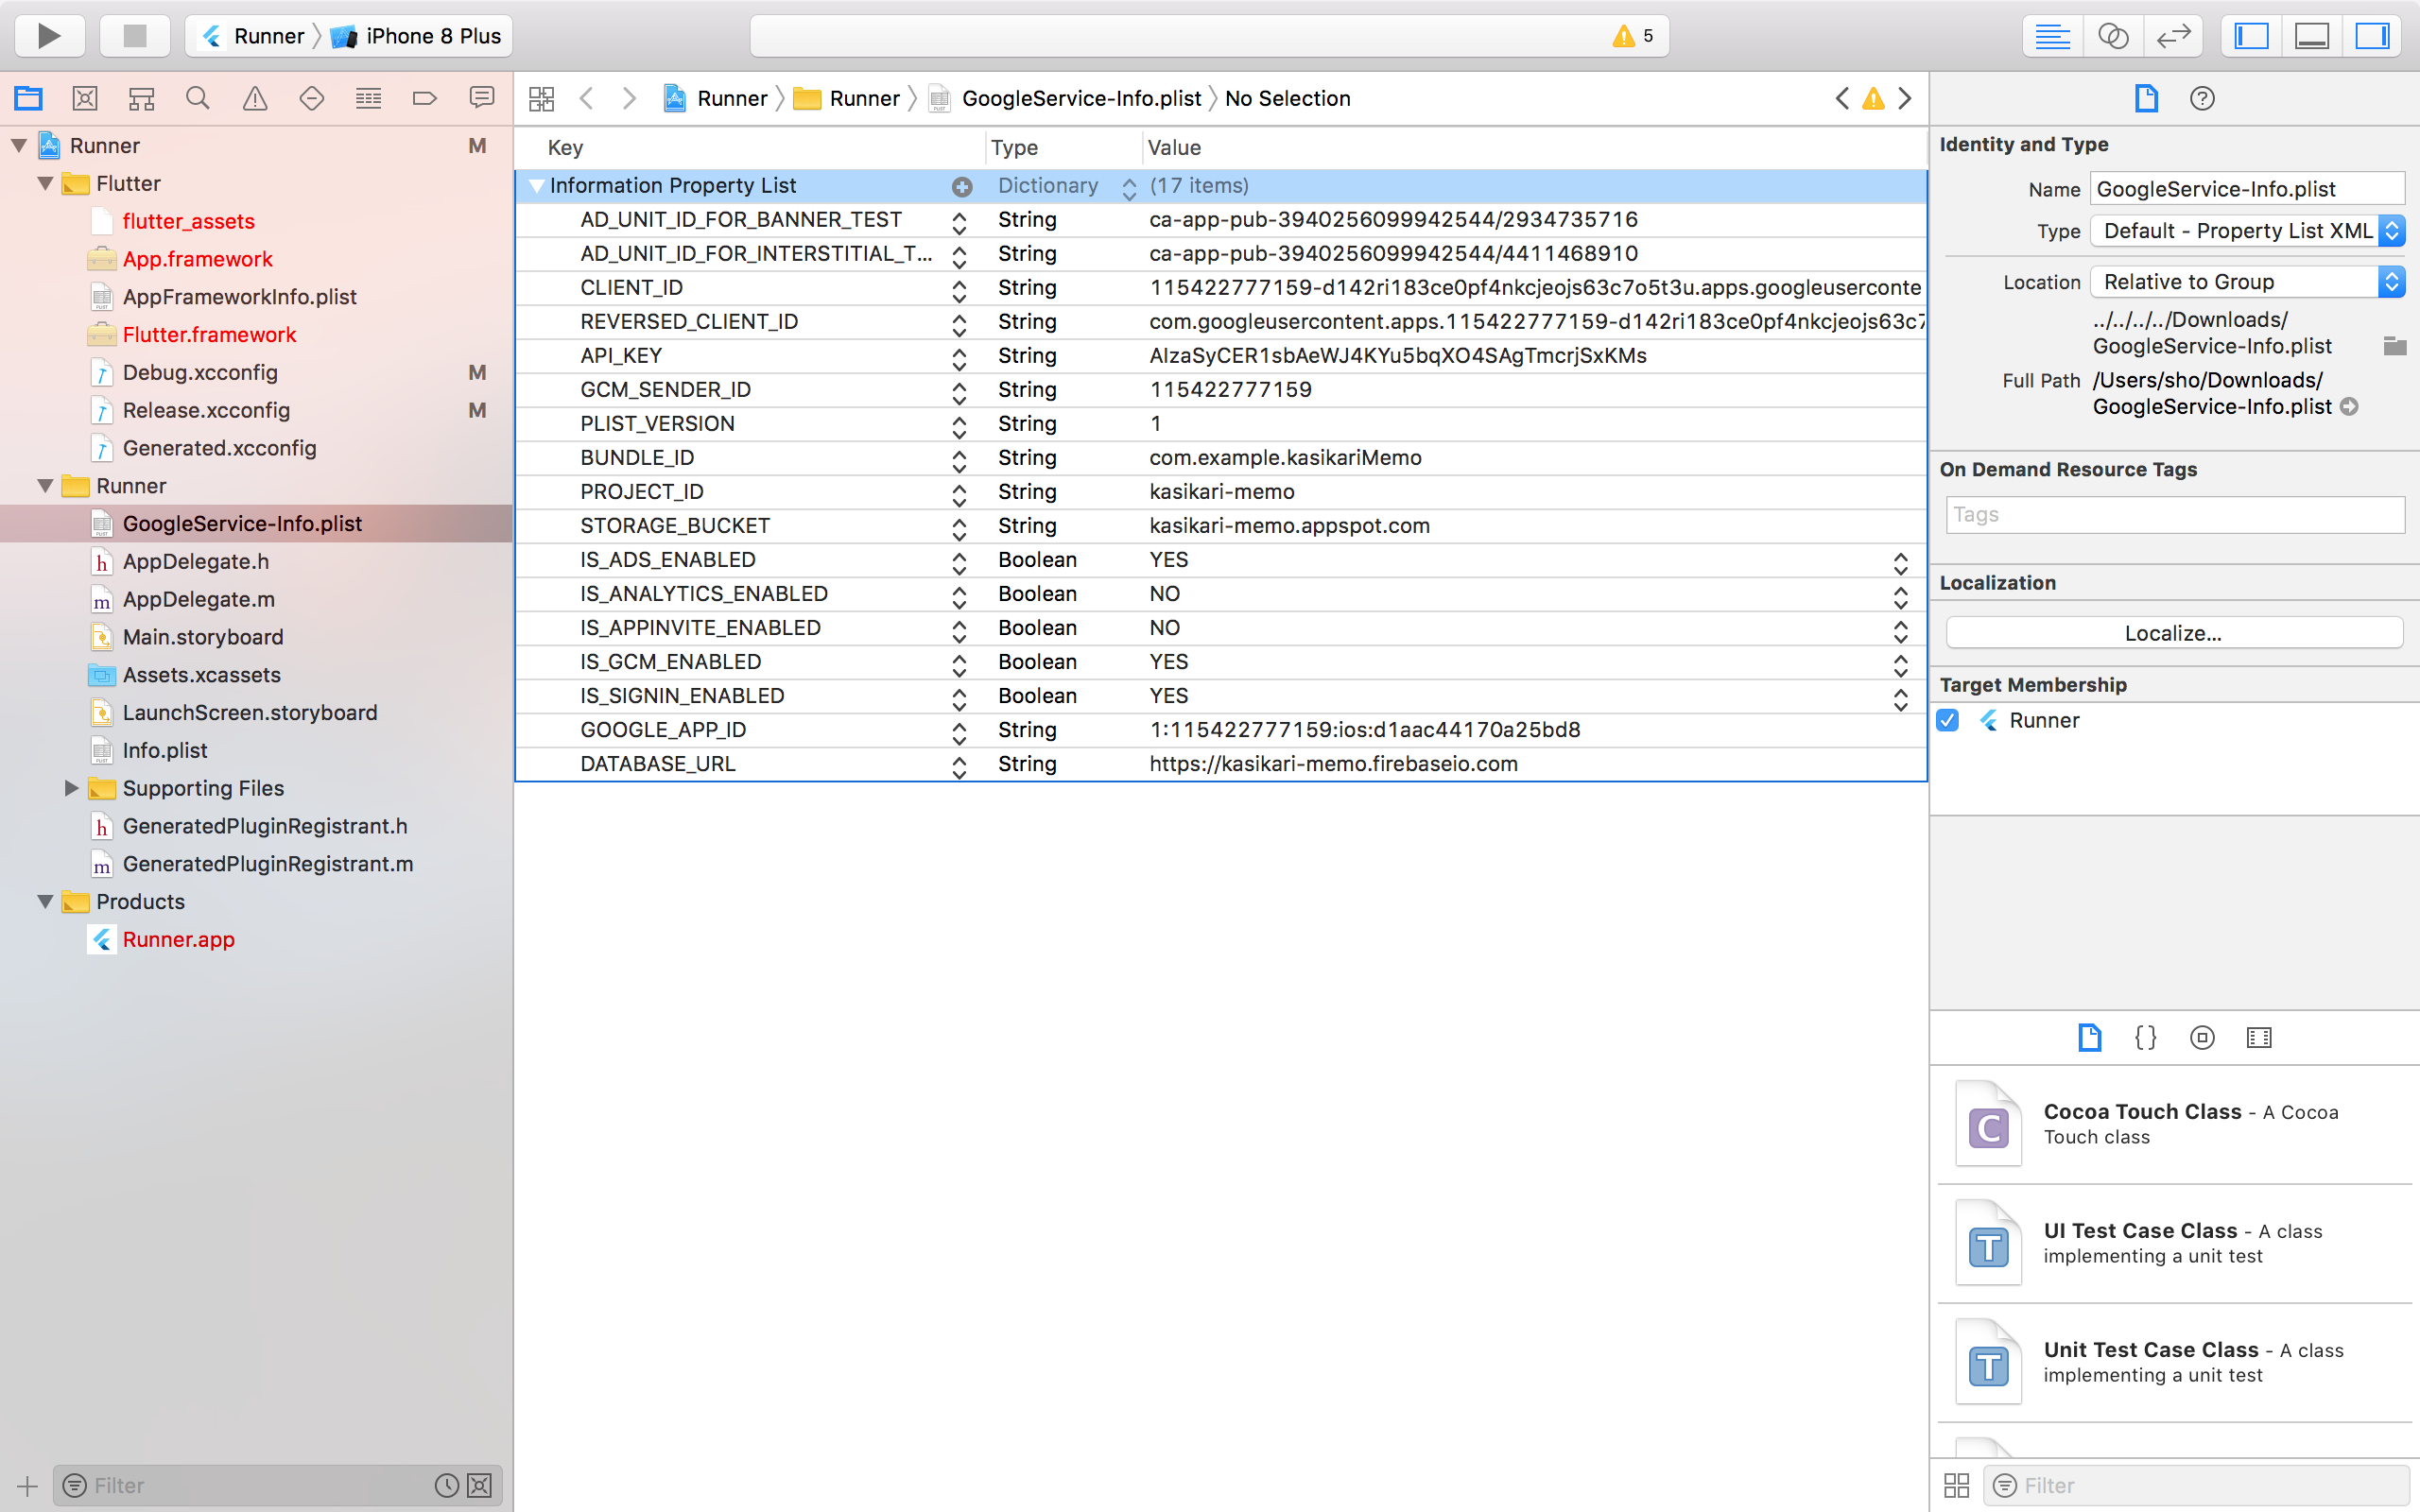 Runner iPhone 8 Plus 5
Runner Runner GoogleService-Info.plist No Selection
Runner M
Flutter
flutter_assets
App.framework
AppFrameworkInfo.plist
Flutter.framework
Debug.xcconfig M
Release.xcconfig M
Generated.xcconfig
Runner
GoogleService-Info.plist
AppDelegate.h
AppDelegate.m
Main.storyboard
Assets.xcassets
LaunchScreen.storyboard
Info.plist
Supporting Files
GeneratedPluginRegistrant.h
GeneratedPluginRegistrant.m
Products
Runner.app
Filter
Key Type Value
Information Property List Dictionary (17 items)
AD_UNIT_ID_FOR_BANNER_TEST String ca-app-pub-3940256099942544/2934735716
AD_UNIT_ID_FOR_INTERSTITIAL_T... String ca-app-pub-3940256099942544/4411468910
CLIENT_ID String 115422777159-d142ri183ce0pf4nkcjeojs63c7o5t3u.apps.googleuserconte
REVERSED_CLIENT_ID String com.googleusercontent.apps.115422777159-d142ri183ce0pf4nkcjeojs63c7
API_KEY String AIzaSyCER1sbAeWJ4KYu5bqXO4SAgTmcrjSxKMs
GCM_SENDER_ID String 115422777159
PLIST_VERSION String 1
BUNDLE_ID String com.example.kasikariMemo
PROJECT_ID String kasikari-memo
STORAGE_BUCKET String kasikari-memo.appspot.com
IS_ADS_ENABLED Boolean YES
IS_ANALYTICS_ENABLED Boolean NO
IS_APPINVITE_ENABLED Boolean NO
IS_GCM_ENABLED Boolean YES
IS_SIGNIN_ENABLED Boolean YES
GOOGLE_APP_ID String 1:115422777159:ios:d1aac44170a25bd8
DATABASE_URL String https://kasikari-memo.firebaseio.com
Identity and Type
Name GoogleService-Info.plist
Type Default - Property List XML
Location Relative to Group
../../../../Downloads/
GoogleService-Info.plist
Full Path /Users/sho/Downloads/
GoogleService-Info.plist
On Demand Resource Tags
Tags
Localization
Localize...
Target Membership
Runner
Cocoa Touch Class - A Cocoa
Touch class
UI Test Case Class - A class
implementing a unit test
Unit Test Case Class - A class
implementing a unit test
Filter